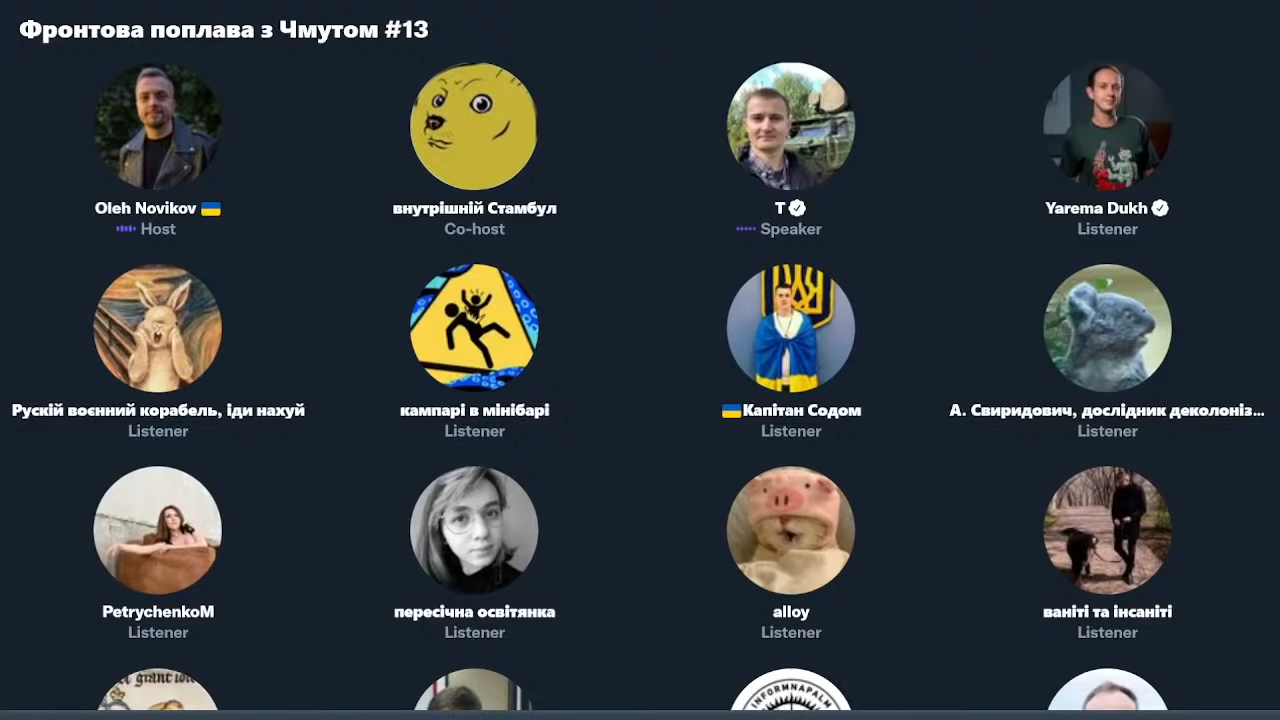 Фронтова поплава з Чмутом #13
Oleh Novikov
внутрішній Стамбул
T
Yarema Dukh
Host
Co-host
Speaker
Listener
Рускій воєнний корабель, іди нахуй
кампарі в мінібарі
Капітан Содом
А. Свиридович, дослідник деколоніз...
Listener
Listener
Listener
Listener
PetrychenkoM
пересічна освітянка
alloy
ваніті та інсаніті
Listener
Listener
Listener
Listener
INFORMNAPALM